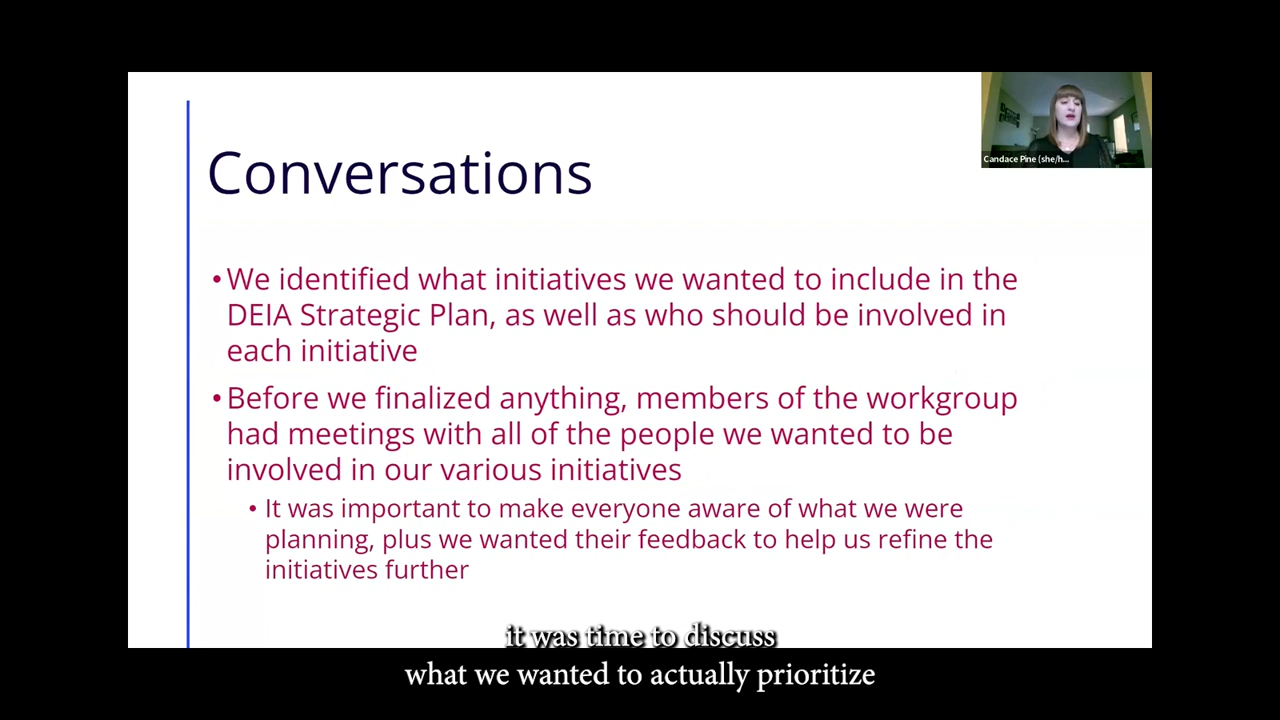 Candace Pine (she/h...
Conversations
• We identified what initiatives we wanted to include in the
DEIA Strategic Plan, as well as who should be involved in
each initiative
• Before we finalized anything, members of the workgroup
had meetings with all of the people we wanted to be
involved in our various initiatives
• It was important to make everyone aware of what we were
planning, plus we wanted their feedback to help us refine the
initiatives further
it was time to discuss
what we wanted to actually prioritize